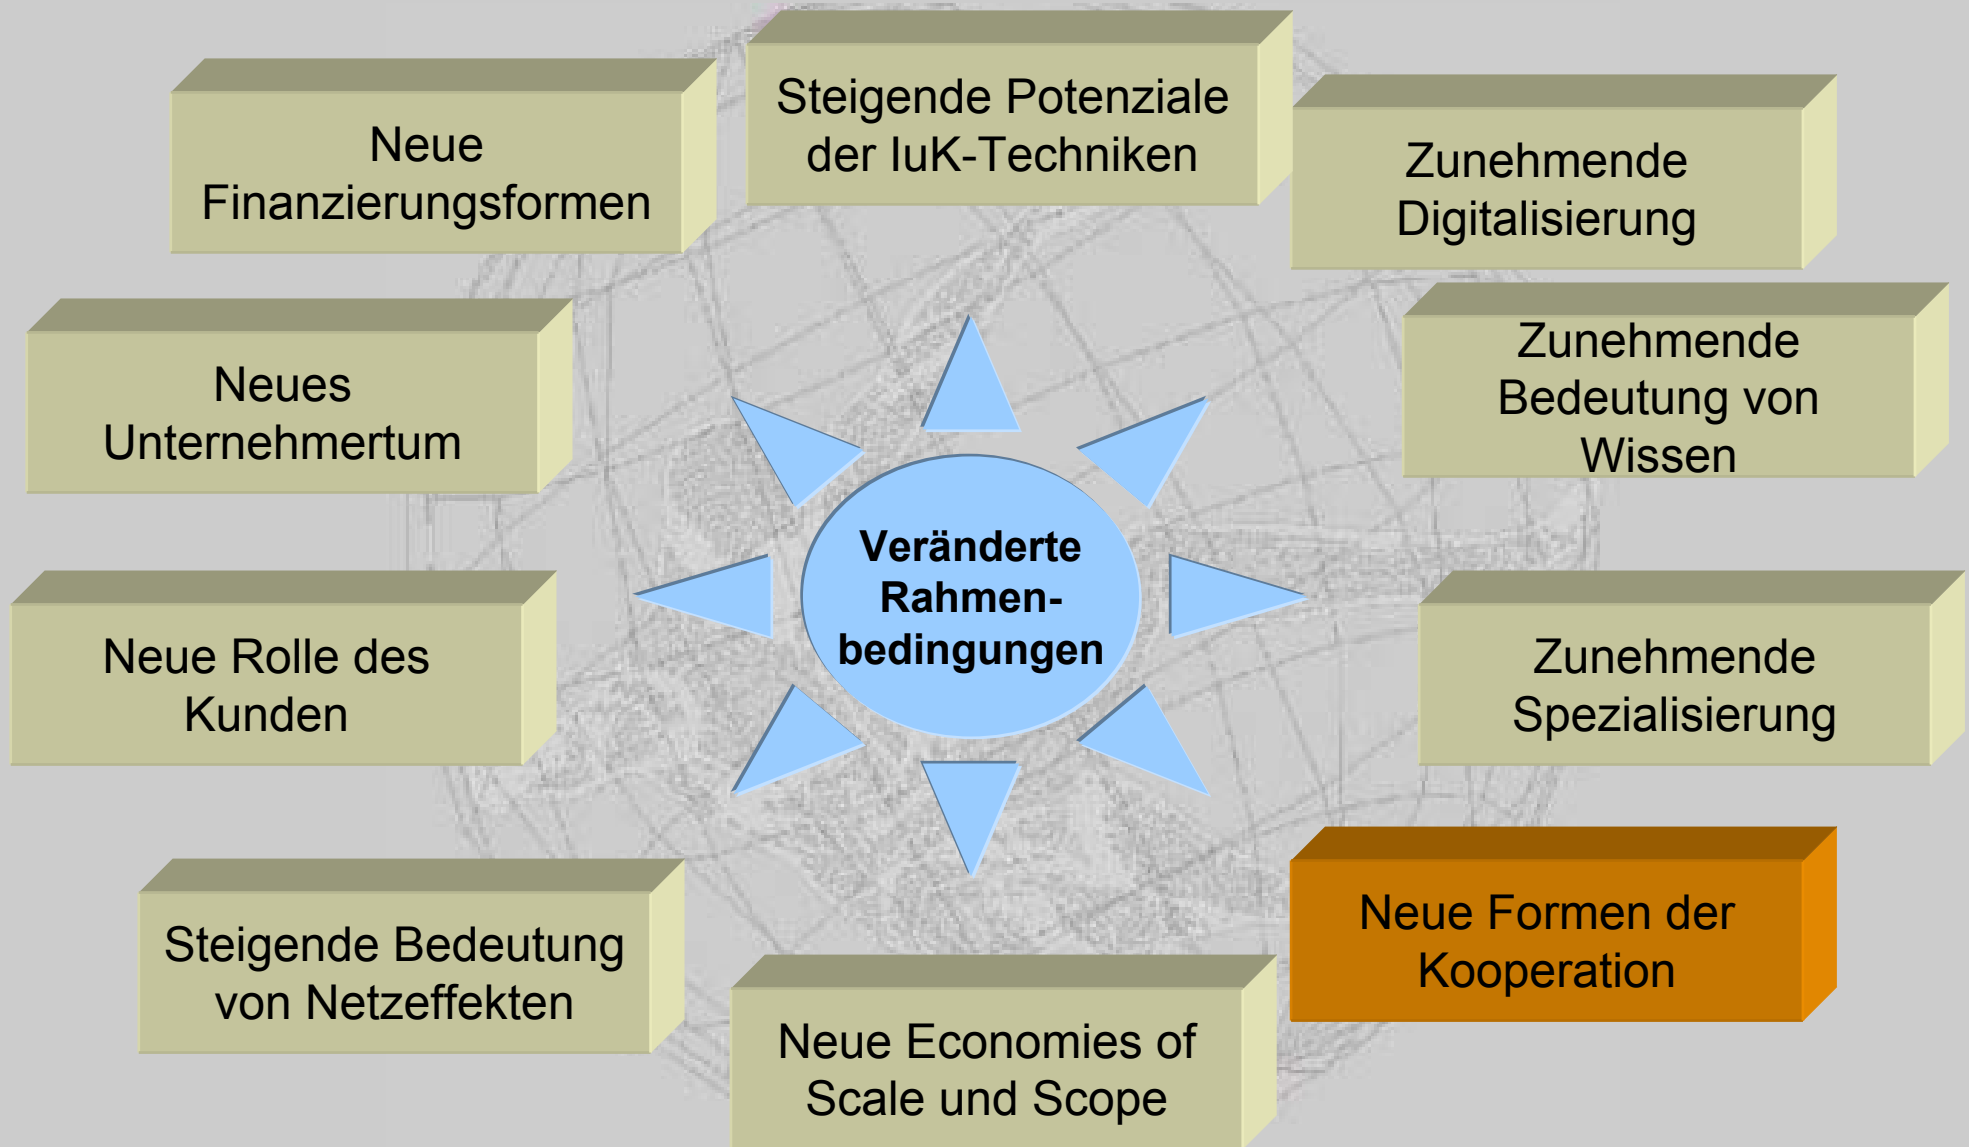 Steigende Potenziale
der IuK-Techniken
Neue
Finanzierungsformen
Zunehmende
Digitalisierung
Neues
Unternehmertum
Zunehmende
Bedeutung von
Wissen
Veränderte
Rahmen-
bedingungen
Neue Rolle des
Kunden
Zunehmende
Spezialisierung
Steigende Bedeutung
von Netzeffekten
Neue Formen der
Kooperation
Neue Economies of
Scale und Scope